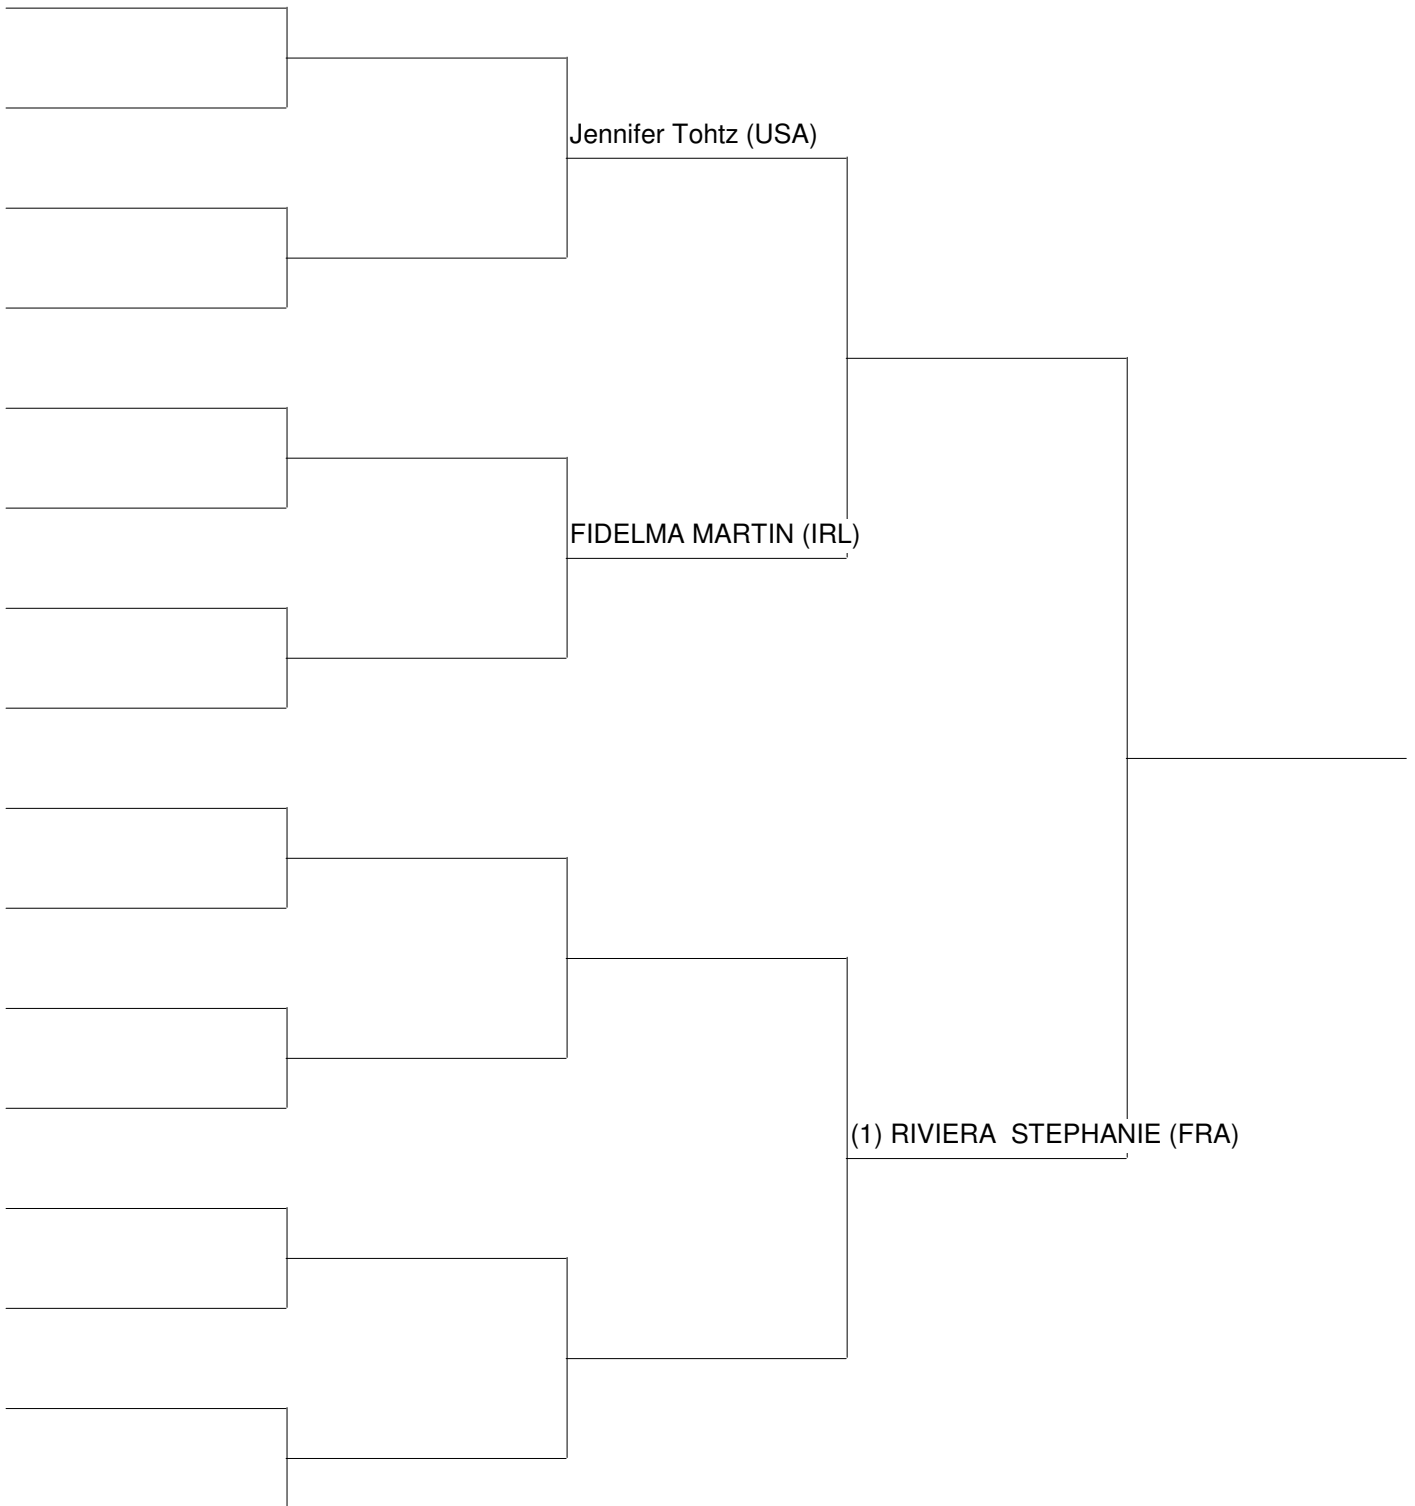 Jennifer Tohtz (USA)
FIDELMA MARTIN (IRL)
(1) RIVIERA  STEPHANIE (FRA)